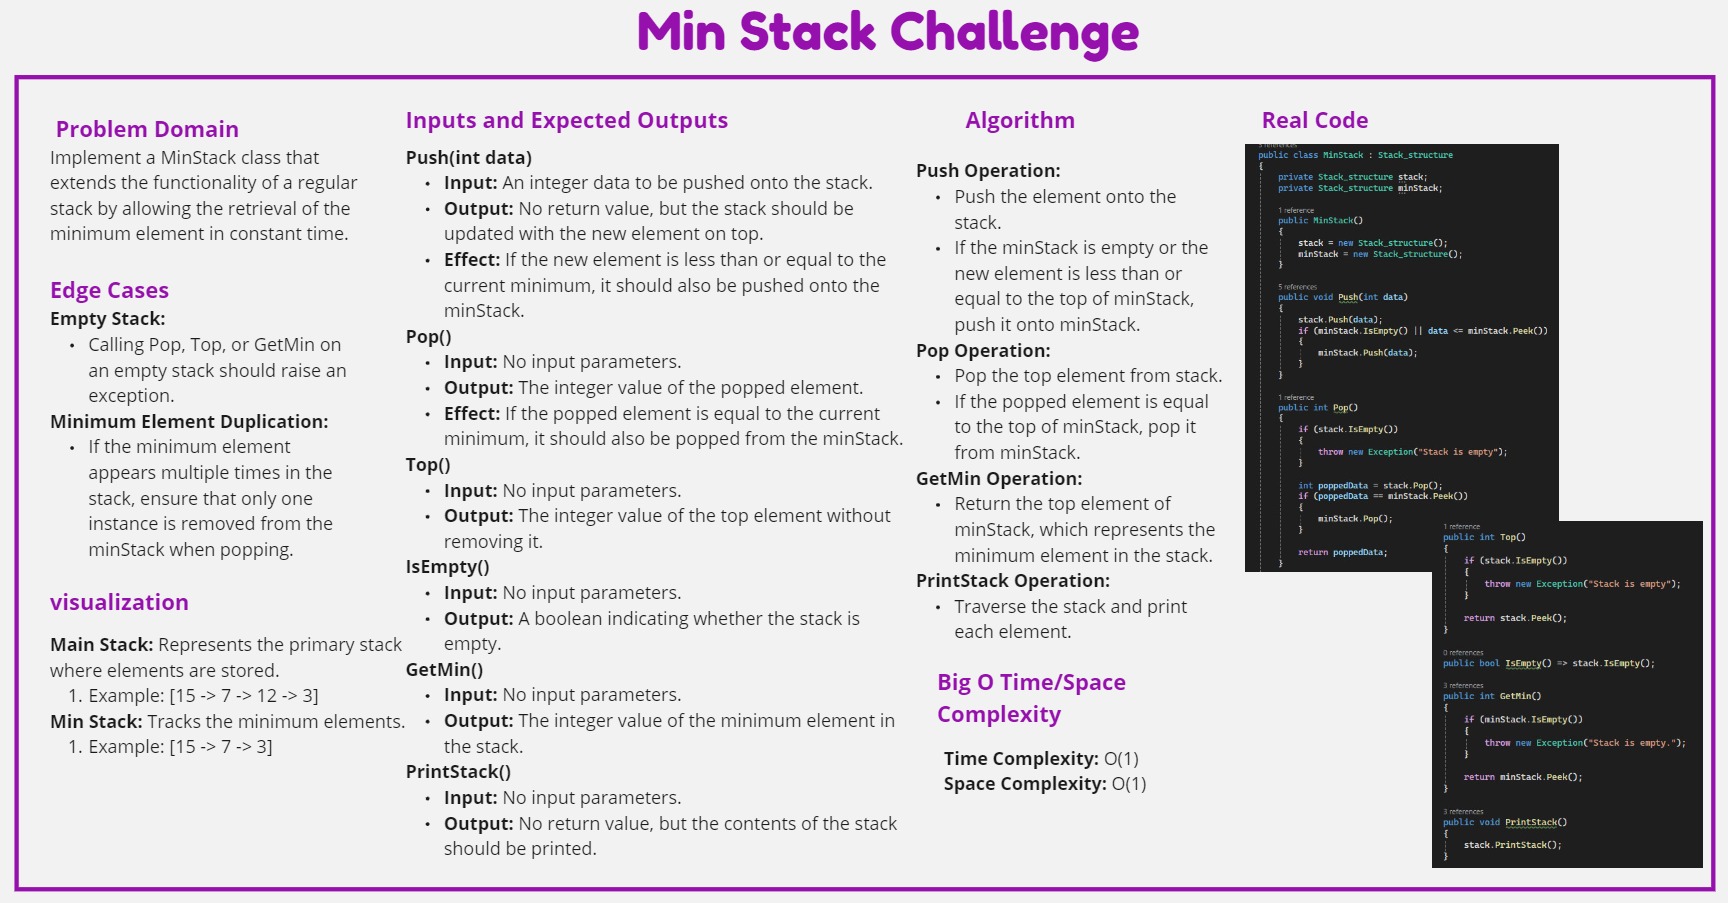 Min Stack Challenge
Problem Domain
Implement a MinStack class that
extends the functionality of a regular
stack by allowing the retrieval of the
minimum element in constant time.
Edge Cases
Empty Stack:
• Calling Pop, Top, or GetMin on
an empty stack should raise an
exception.
Minimum Element Duplication:
• If the minimum element
appears multiple times in the
stack, ensure that only one
instance is removed from the
minStack when popping.
visualization
Main Stack: Represents the primary stack
where elements are stored.
1. Example: [15 -> 7 -> 12 -> 3]
Min Stack: Tracks the minimum elements.
1. Example: [15 -> 7 -> 3]
Inputs and Expected Outputs
Push(int data)
• Input: An integer data to be pushed onto the stack.
• Output: No return value, but the stack should be
updated with the new element on top.
• Effect: If the new element is less than or equal to the
current minimum, it should also be pushed onto the
minStack.
Pop()
• Input: No input parameters.
• Output: The integer value of the popped element.
• Effect: If the popped element is equal to the current
minimum, it should also be popped from the minStack.
Top()
• Input: No input parameters.
• Output: The integer value of the top element without
removing it.
IsEmpty()
• Input: No input parameters.
• Output: A boolean indicating whether the stack is
empty.
GetMin()
• Input: No input parameters.
• Output: The integer value of the minimum element in
the stack.
PrintStack()
• Input: No input parameters.
• Output: No return value, but the contents of the stack
should be printed.
Algorithm
Push Operation:
• Push the element onto the
stack.
• If the minStack is empty or the
new element is less than or
equal to the top of minStack,
push it onto minStack.
Pop Operation:
• Pop the top element from stack.
• If the popped element is equal
to the top of minStack, pop it
from minStack.
GetMin Operation:
• Return the top element of
minStack, which represents the
minimum element in the stack.
PrintStack Operation:
• Traverse the stack and print
each element.
Big O Time/Space
Complexity
Time Complexity: O(1)
Space Complexity: O(1)
Real Code
references
public class MinStack : Stack_structure
{
private Stack_structure stack;
private Stack_structure minStack;
1 reference
public MinStack()
{
stack = new Stack_structure();
minStack = new Stack_structure();
}
5 references
public void Push(int data)
{
stack.Push(data);
if (minStack.IsEmpty() || data <= minStack.Peek())
{
minStack.Push(data);
}
}
1 reference
public int Pop()
{
if (stack.IsEmpty())
{
throw new Exception("Stack is empty");
}
int poppedData = stack.Pop();
if (poppedData == minStack.Peek())
{
minStack.Pop();
}
return poppedData;
}
1 reference
public int Top()
{
if (stack.IsEmpty())
{
throw new Exception("Stack is empty");
}
return stack.Peek();
}
0 references
public bool IsEmpty() => stack.IsEmpty();
3 references
public int GetMin()
{
if (minStack.IsEmpty())
{
throw new Exception("Stack is empty.");
}
return minStack.Peek();
}
3 references
public void PrintStack()
{
stack.PrintStack();
}